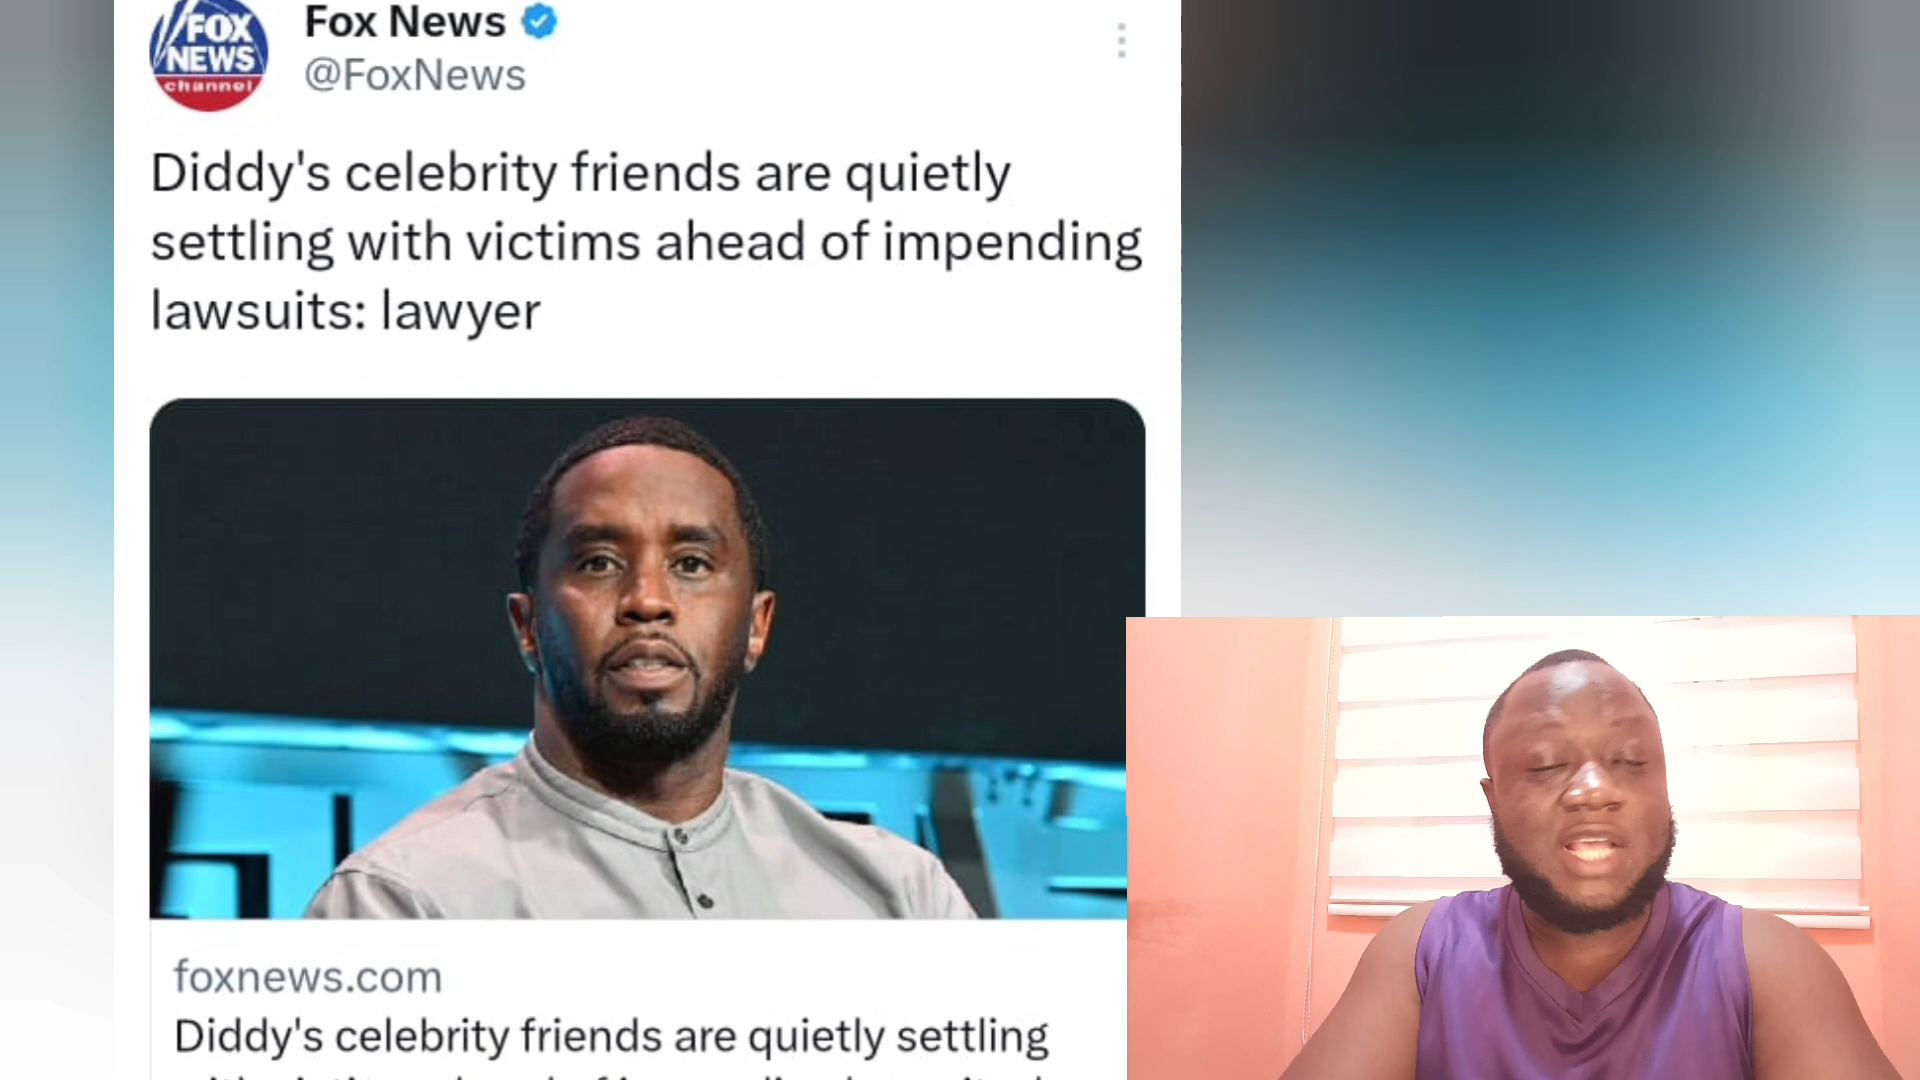 FOX
NEWS
channel
Fox News
@FoxNews
Diddy's celebrity friends are quietly
settling with victims ahead of impending
lawsuits: lawyer
foxnews.com
Diddy's celebrity friends are quietly settling